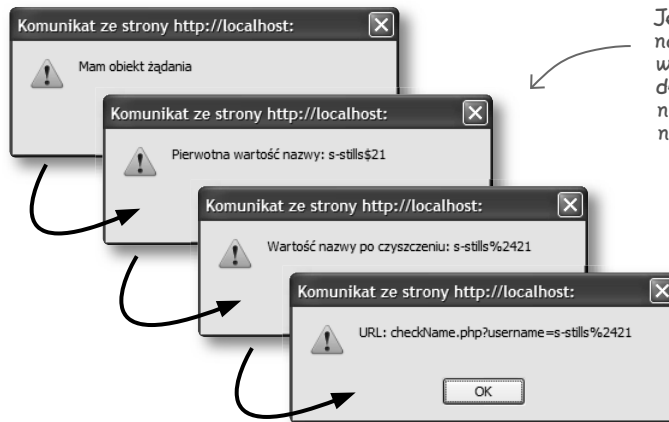 Komunikat ze strony http://localhost:
Mam obiekt żądania
Komunikat ze strony http://localhost:
Pierwotna wartość nazwy: s-stills$21
Komunikat ze strony http://localhost:
Wartość nazwy po czyszczeniu: s-stills%2421
Komunikat ze strony http://localhost:
URL: checkName.php?username=s-stills%2421
OK